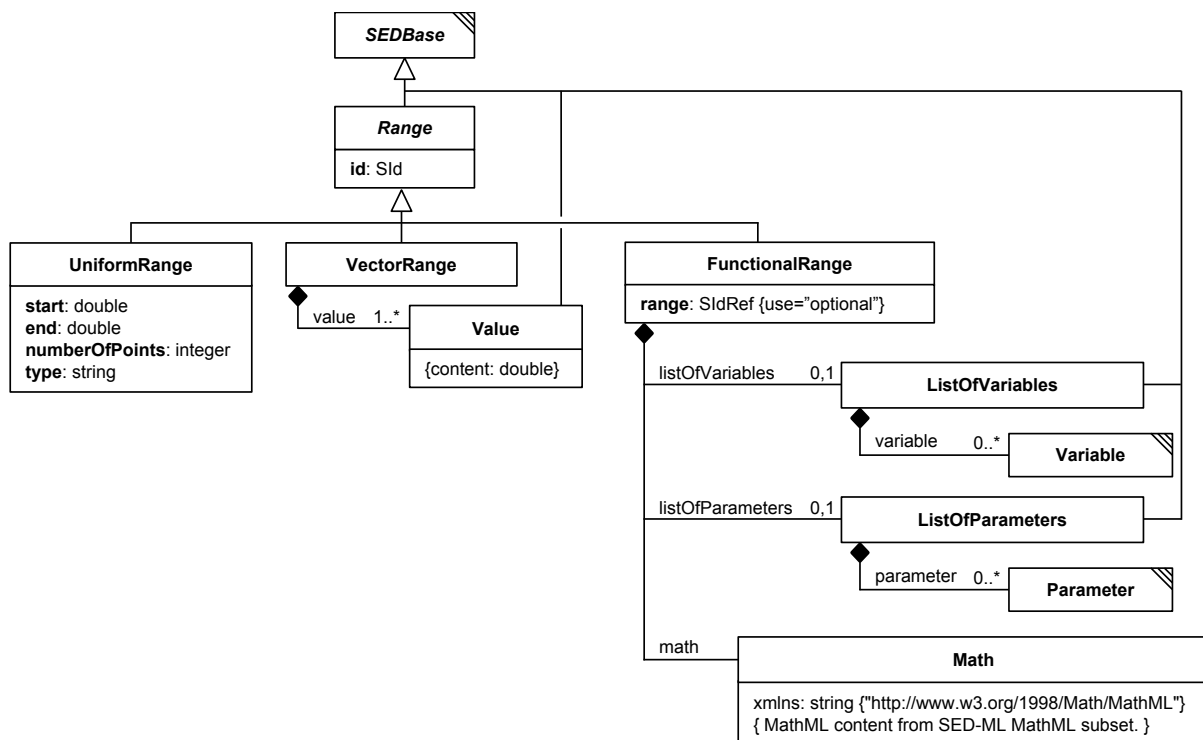 SEDBase
Range
id: SId
UniformRange
start: double
end: double
numberOfPoints: integer
type: string
VectorRange
value 1..*
Value
{content: double}
FunctionalRange
range: SIdRef {use=”optional”}
listOfVariables 0,1
ListOfVariables
variable 0..*
Variable
listOfParameters 0,1
ListOfParameters
parameter 0..*
Parameter
math
Math
xmlns: string {"http://www.w3.org/1998/Math/MathML"}
{ MathML content from SED-ML MathML subset. }